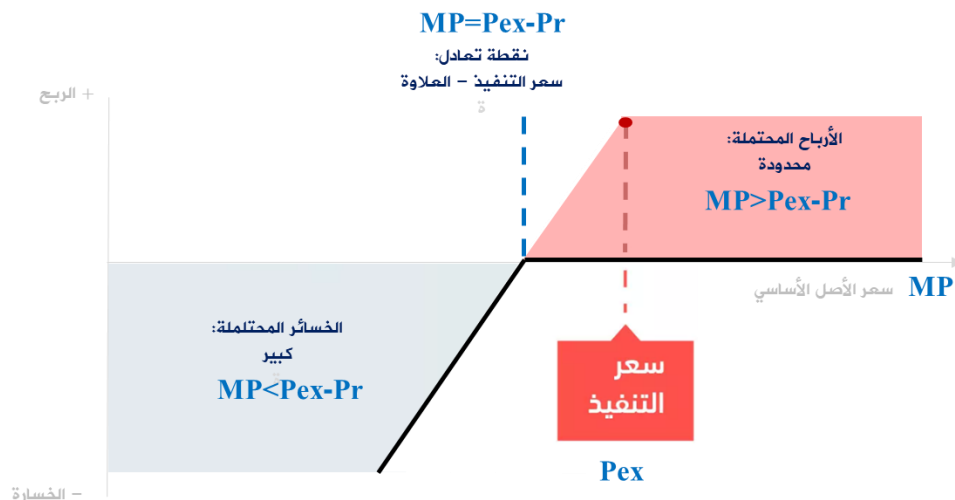 MP=Pex-Pr
نقطة تعادل:
سعر التنفيذ – العلاوة
ة
الربح +
الأرباح المحتملة:
محدودة
MP>Pex-Pr
سعر الأصل الأساسي MP
الخسائر المحتلملة:
كبير
MP<Pex-Pr
سعر
التنفيذ
Pex
الخسارة –